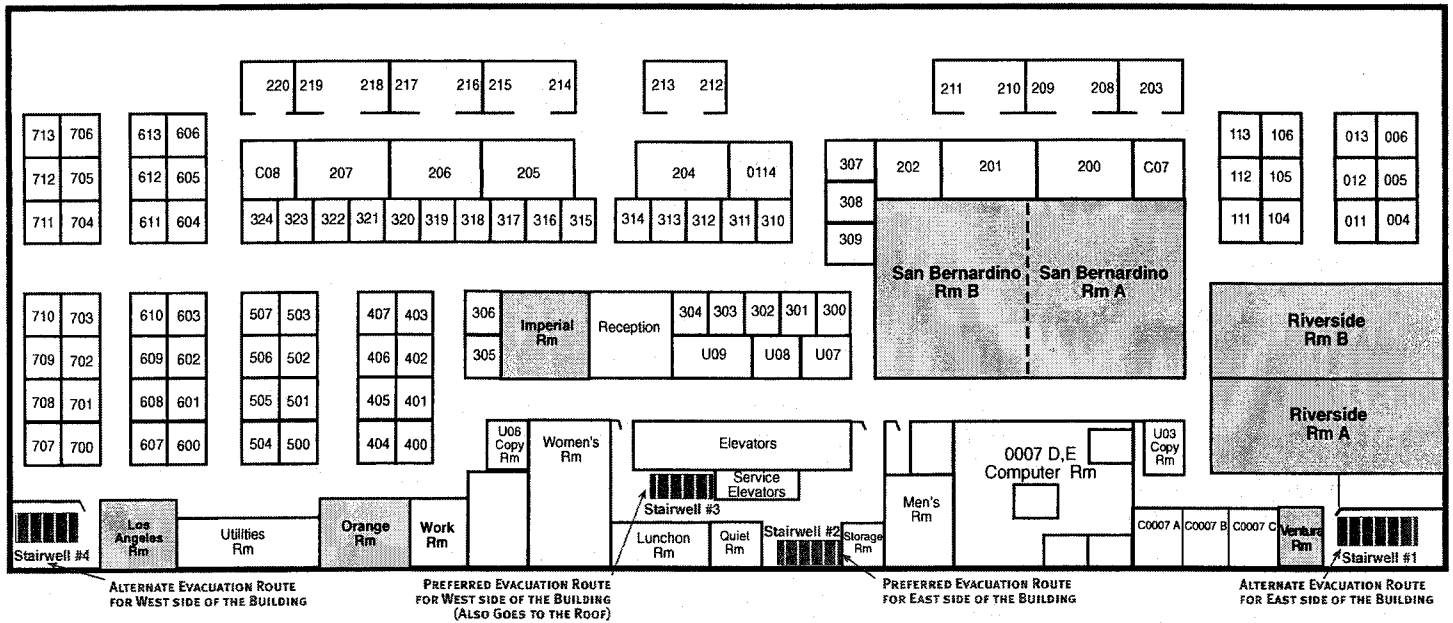 220 219 218 217 216 215 214 213 212 211 210 209 208 203
713 706 613 606 113 106 013 006
C08 207 206 205 204 0114 307 202 201 200 C07
712 705 612 605 308 112 105 012 005
711 704 611 604 324 323 322 321 320 319 318 317 316 315 314 313 312 311 310 309 111 104 011 004
San Bernardino
Rm B
San Bernardino
Rm A
710 703 610 603 507 503 407 403 306 304 303 302 301 300
Imperial
Rm
Reception
Riverside
Rm B
709 702 609 602 506 502 406 402 305 U09 U08 U07
708 701 608 601 505 501 405 401
Riverside
Rm A
707 700 607 600 504 500 404 400
U06
Copy
Rm
Women's
Rm
Elevators
0007 D,E
Computer Rm
U03
Copy
Rm
Service
Elevators
Stairwell #3
Men's
Rm
Stairwell #4
Los
Angeles
Rm
Utilities
Rm
Orange
Rm
Work
Rm
Lunchon
Rm
Quiet
Rm
Stairwell #2
Storage
Rm
C0007 A C0007 B C0007 C
Ventura
Rm
Stairwell #1
ALTERNATE EVACUATION ROUTE
FOR WEST SIDE OF THE BUILDING
PREFERRED EVACUATION ROUTE
FOR WEST SIDE OF THE BUILDING
(ALSO GOES TO THE ROOF)
PREFERRED EVACUATION ROUTE
FOR EAST SIDE OF THE BUILDING
ALTERNATE EVACUATION ROUTE
FOR EAST SIDE OF THE BUILDING